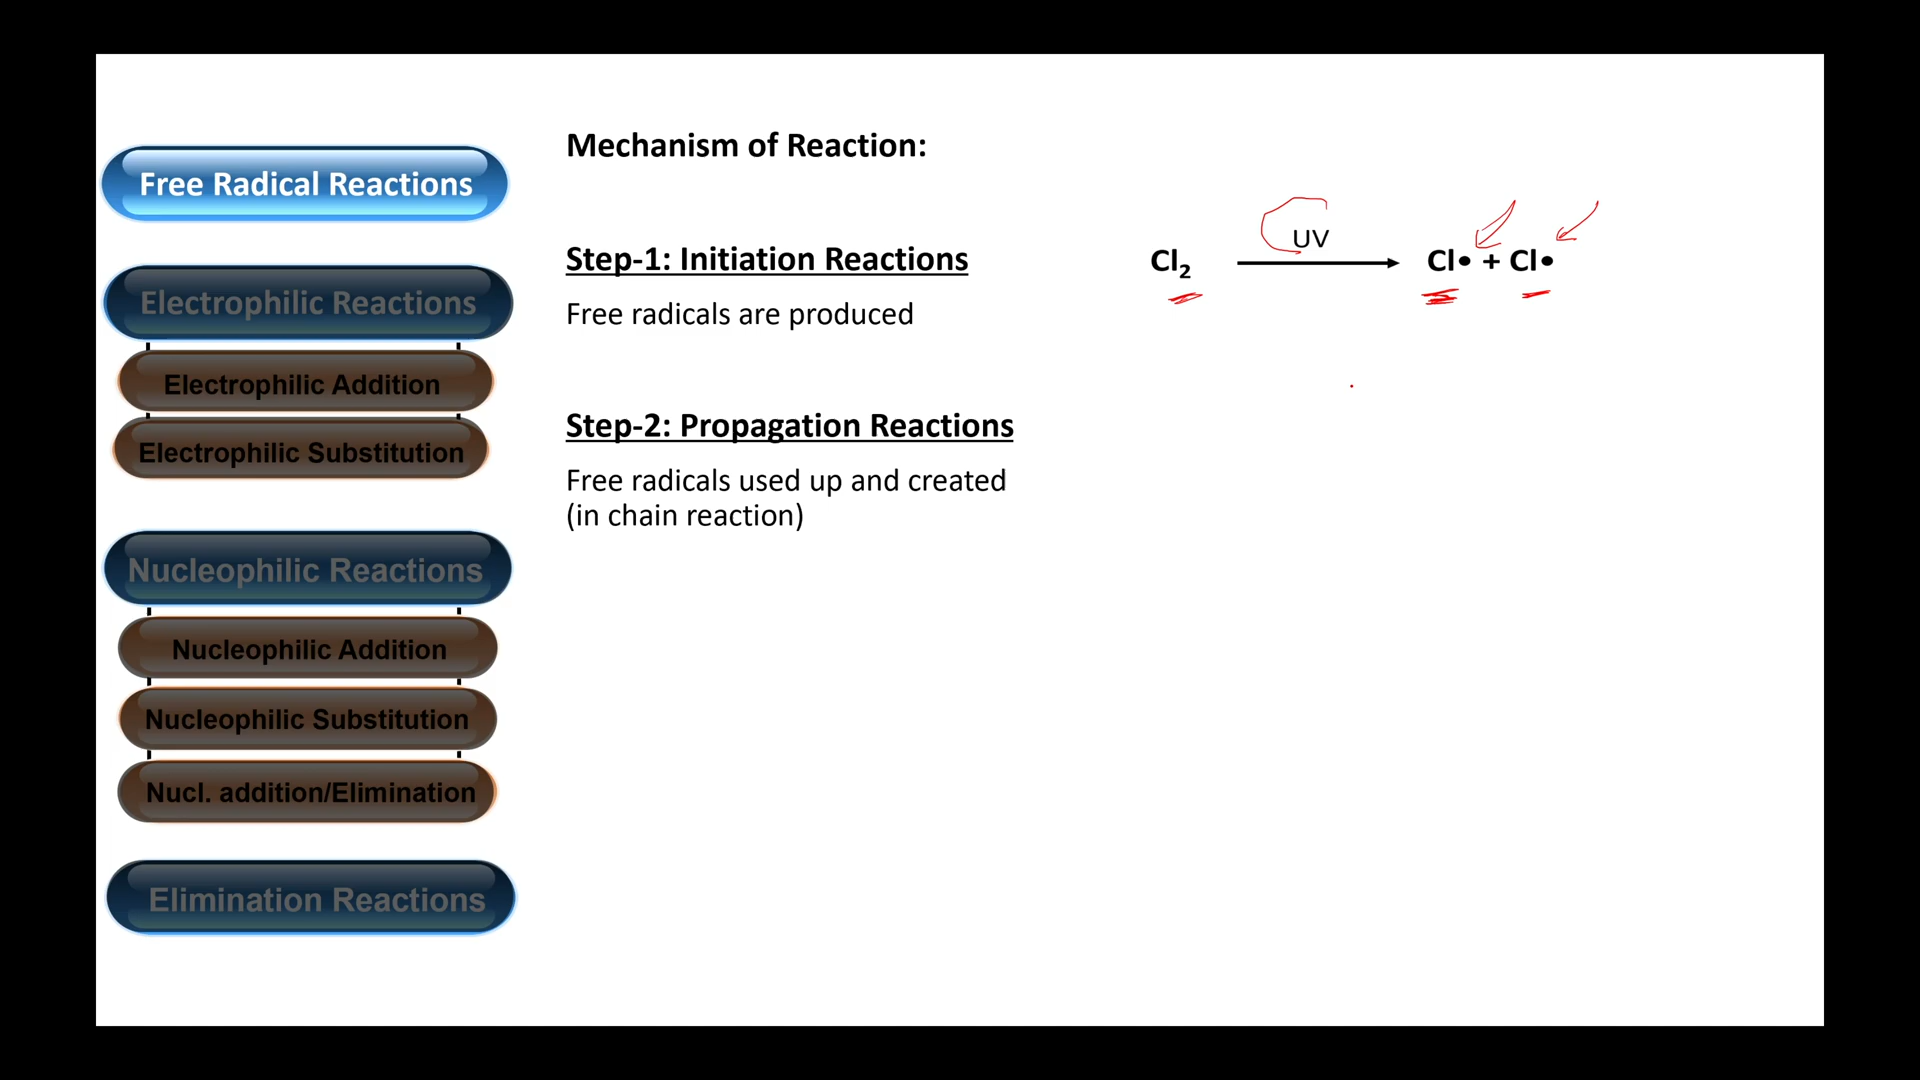 Free Radical Reactions
Electrophilic Reactions
Electrophilic Addition
Electrophilic Substitution
Nucleophilic Reactions
Nucleophilic Addition
Nucleophilic Substitution
Nucl. addition/Elimination
Elimination Reactions
Mechanism of Reaction:
Step-1: Initiation Reactions
Free radicals are produced
UV
Cl₂ → Cl• + Cl•
Step-2: Propagation Reactions
Free radicals used up and created
(in chain reaction)